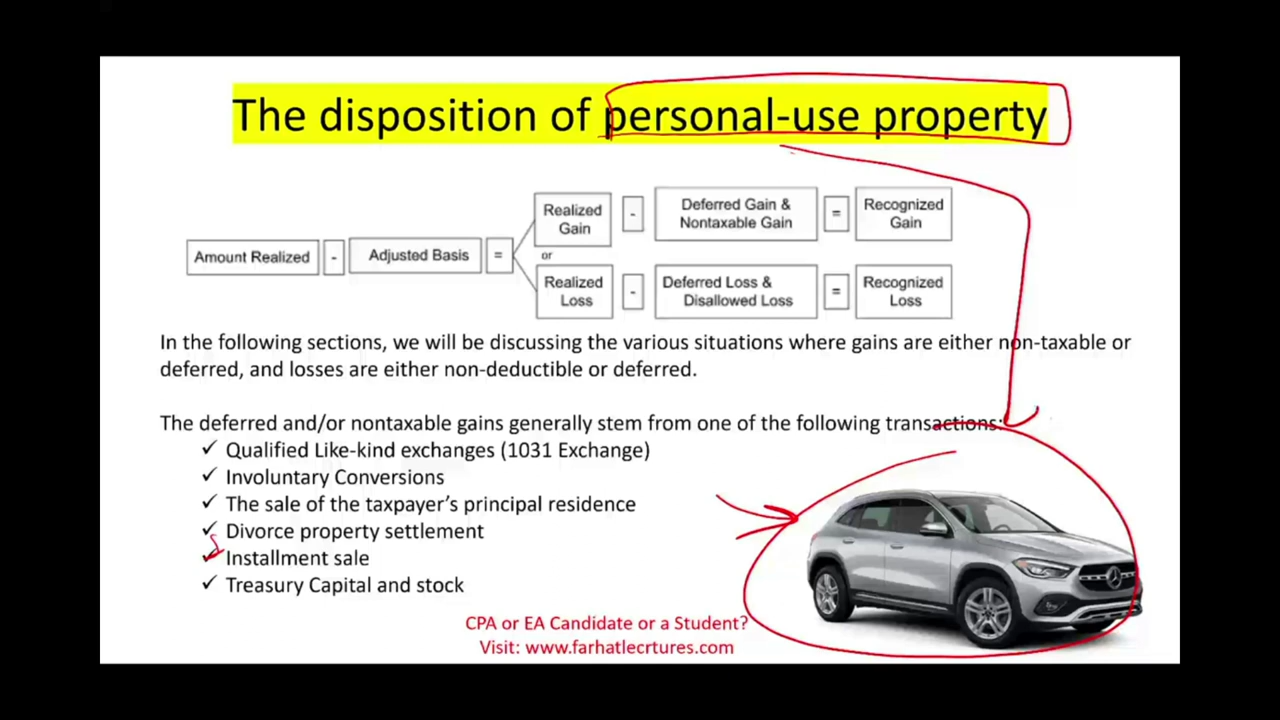 The disposition of personal-use property
Realized Gain - Deferred Gain & Nontaxable Gain = Recognized Gain
Amount Realized - Adjusted Basis = or
Realized Loss - Deferred Loss & Disallowed Loss = Recognized Loss
In the following sections, we will be discussing the various situations where gains are either non-taxable or
deferred, and losses are either non-deductible or deferred.
The deferred and/or nontaxable gains generally stem from one of the following transactions:
✓ Qualified Like-kind exchanges (1031 Exchange)
✓ Involuntary Conversions
✓ The sale of the taxpayer’s principal residence
✓ Divorce property settlement
✓ Installment sale
✓ Treasury Capital and stock
CPA or EA Candidate or a Student?
Visit: www.farhatlecrtures.com